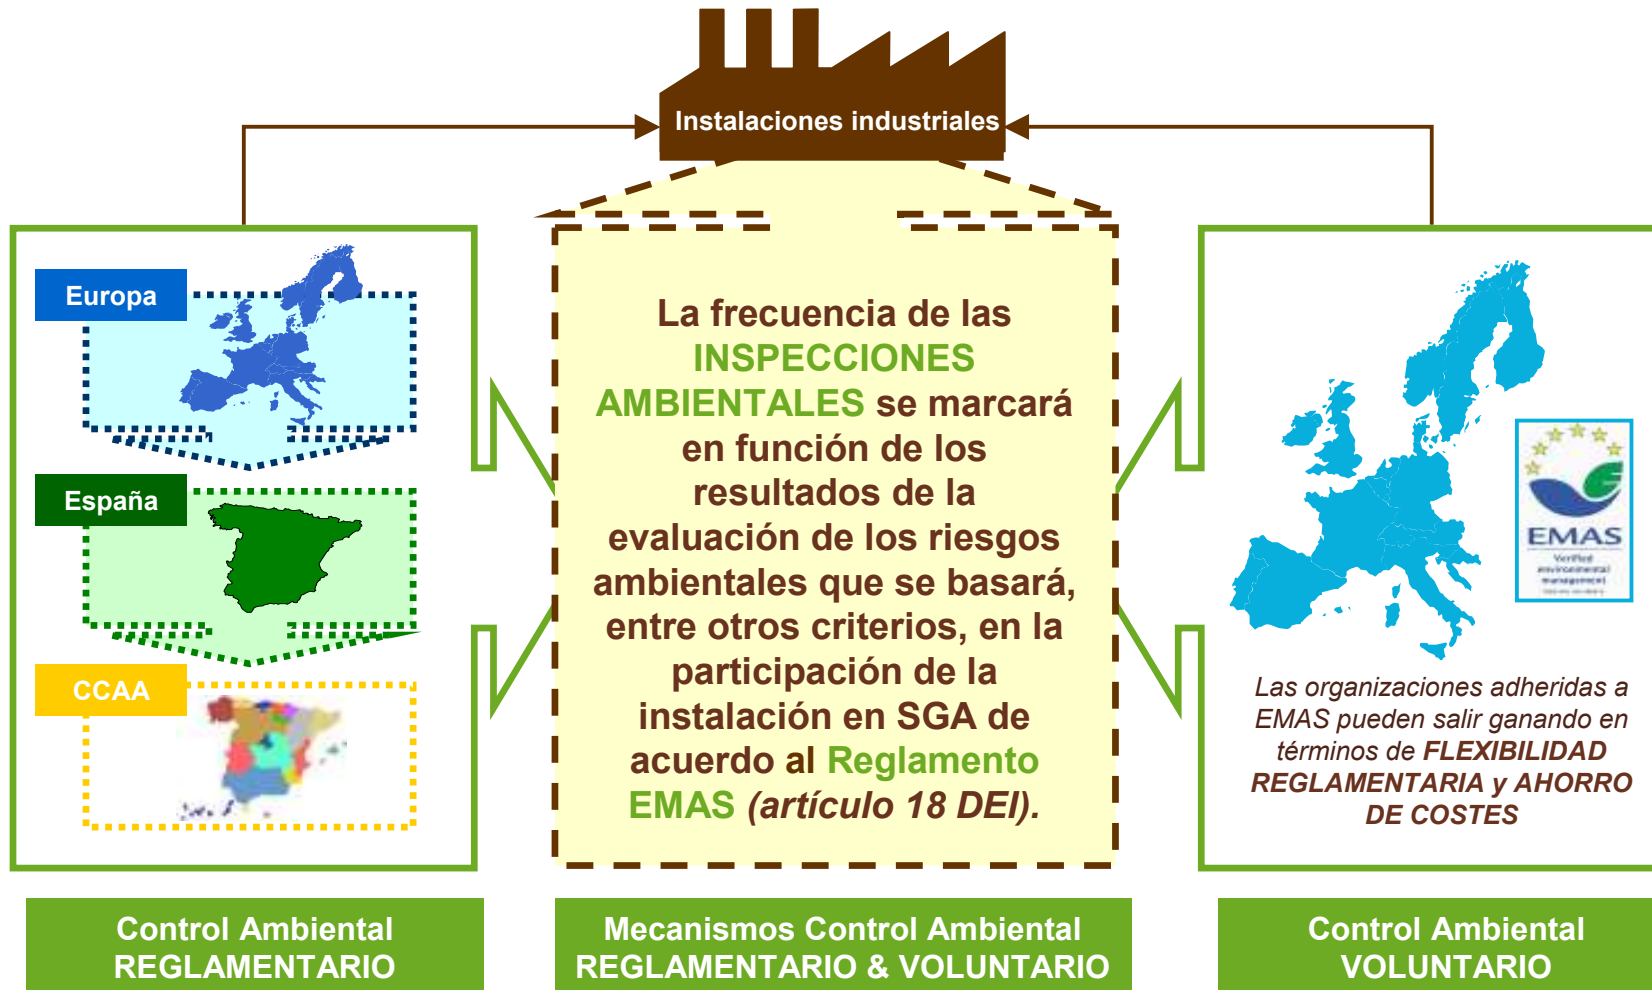 Instalaciones industriales
Europa
España
CCAA
La frecuencia de las
INSPECCIONES
AMBIENTALES se marcará
en función de los
resultados de la
evaluación de los riesgos
ambientales que se basará,
entre otros criterios, en la
participación de la
instalación en SGA de
acuerdo al Reglamento
EMAS (artículo 18 DEI).
EMAS
Verified
environmental
management
Las organizaciones adheridas a
EMAS pueden salir ganando en
términos de FLEXIBILIDAD
REGLAMENTARIA y AHORRO
DE COSTES
Control Ambiental
REGLAMENTARIO
Mecanismos Control Ambiental
REGLAMENTARIO & VOLUNTARIO
Control Ambiental
VOLUNTARIO